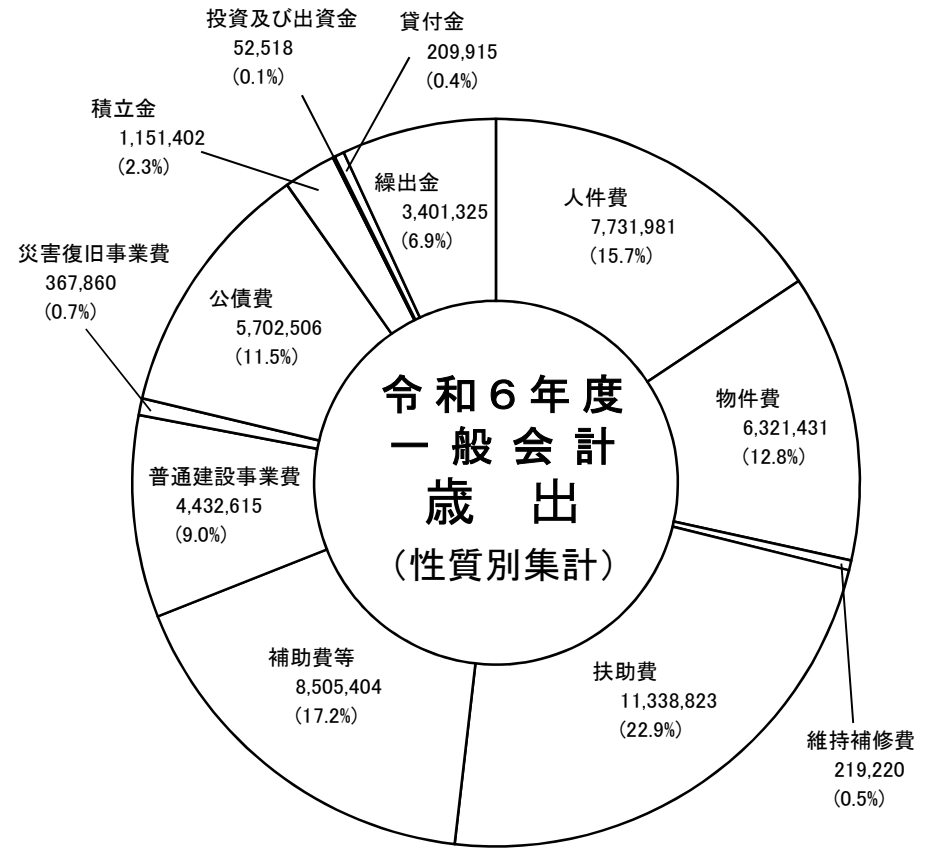 投資及び出資金
52,518
(0.1%)
貸付金
209,915
(0.4%)
積立金
1,151,402
(2.3%)
繰出金
3,401,325
(6.9%)
人件費
7,731,981
(15.7%)
災害復旧事業費
367,860
(0.7%)
公債費
5,702,506
(11.5%)
物件費
6,321,431
(12.8%)
令和6年度
一般会計
歳 出
(性質別集計)
普通建設事業費
4,432,615
(9.0%)
補助費等
8,505,404
(17.2%)
扶助費
11,338,823
(22.9%)
維持補修費
219,220
(0.5%)